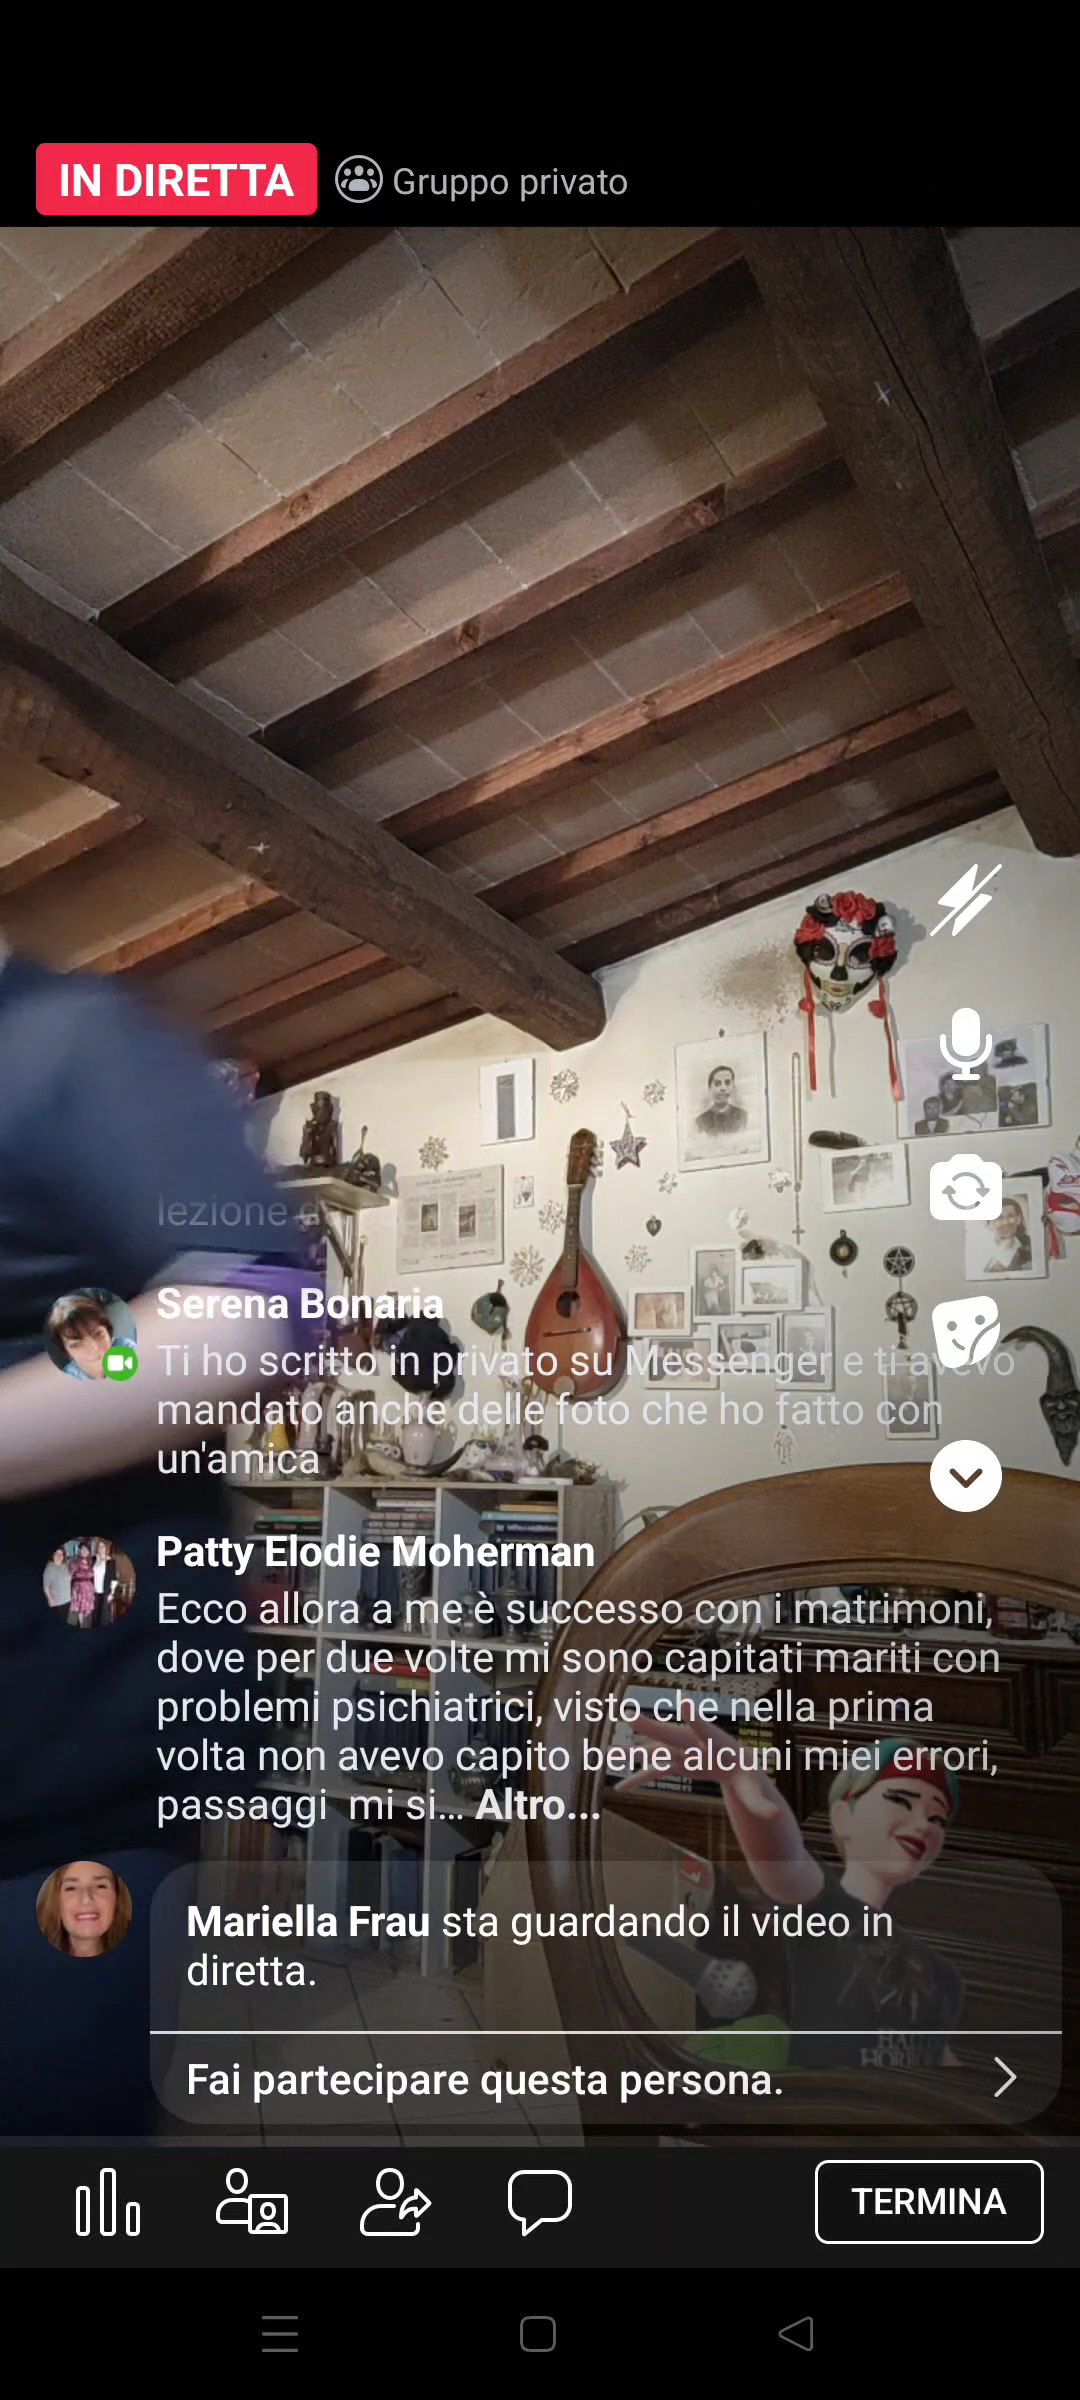 IN DIRETTA
Gruppo privato
lezione
Serena Bonaria
Ti ho scritto in privato su Messenger e ti avevo
mandato anche delle foto che ho fatto con
un'amica
Patty Elodie Moherman
Ecco allora a me è successo con i matrimoni,
dove per due volte mi sono capitati mariti con
problemi psichiatrici, visto che nella prima
volta non avevo capito bene alcuni miei errori,
passaggi  mi si... Altro...
Mariella Frau sta guardando il video in
diretta.
Fai partecipare questa persona.
TERMINA